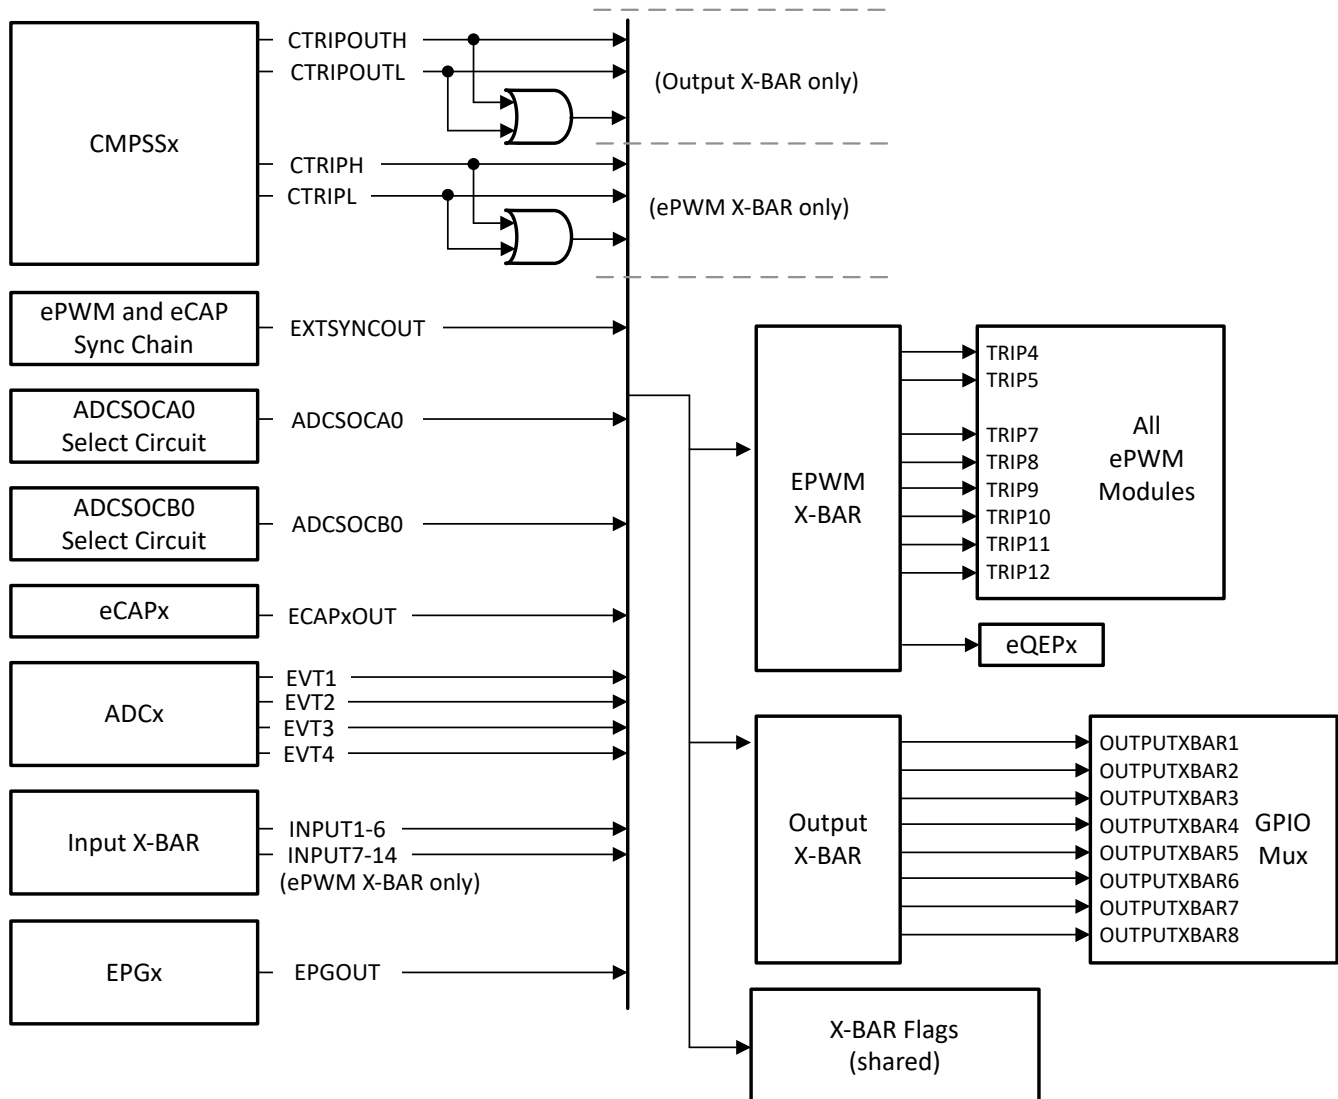 CMPSSx
CTRIPOUTH
CTRIPOUTL
(Output X-BAR only)
CTRIPH
CTRIPL
(ePWM X-BAR only)
ePWM and eCAP
Sync Chain
EXTSYNCOUT
ADCSOCA0
Select Circuit
ADCSOCA0
ADCSOCB0
Select Circuit
ADCSOCB0
eCAPx
ECAPxOUT
ADCx
EVT1
EVT2
EVT3
EVT4
Input X-BAR
INPUT1-6
INPUT7-14
(ePWM X-BAR only)
EPGx
EPGOUT
EPWM
X-BAR
TRIP4
TRIP5
TRIP7
TRIP8
TRIP9
TRIP10
TRIP11
TRIP12
All
ePWM
Modules
eQEPx
Output
X-BAR
OUTPUTXBAR1
OUTPUTXBAR2
OUTPUTXBAR3
OUTPUTXBAR4
OUTPUTXBAR5
OUTPUTXBAR6
OUTPUTXBAR7
OUTPUTXBAR8
GPIO
Mux
X-BAR Flags
(shared)